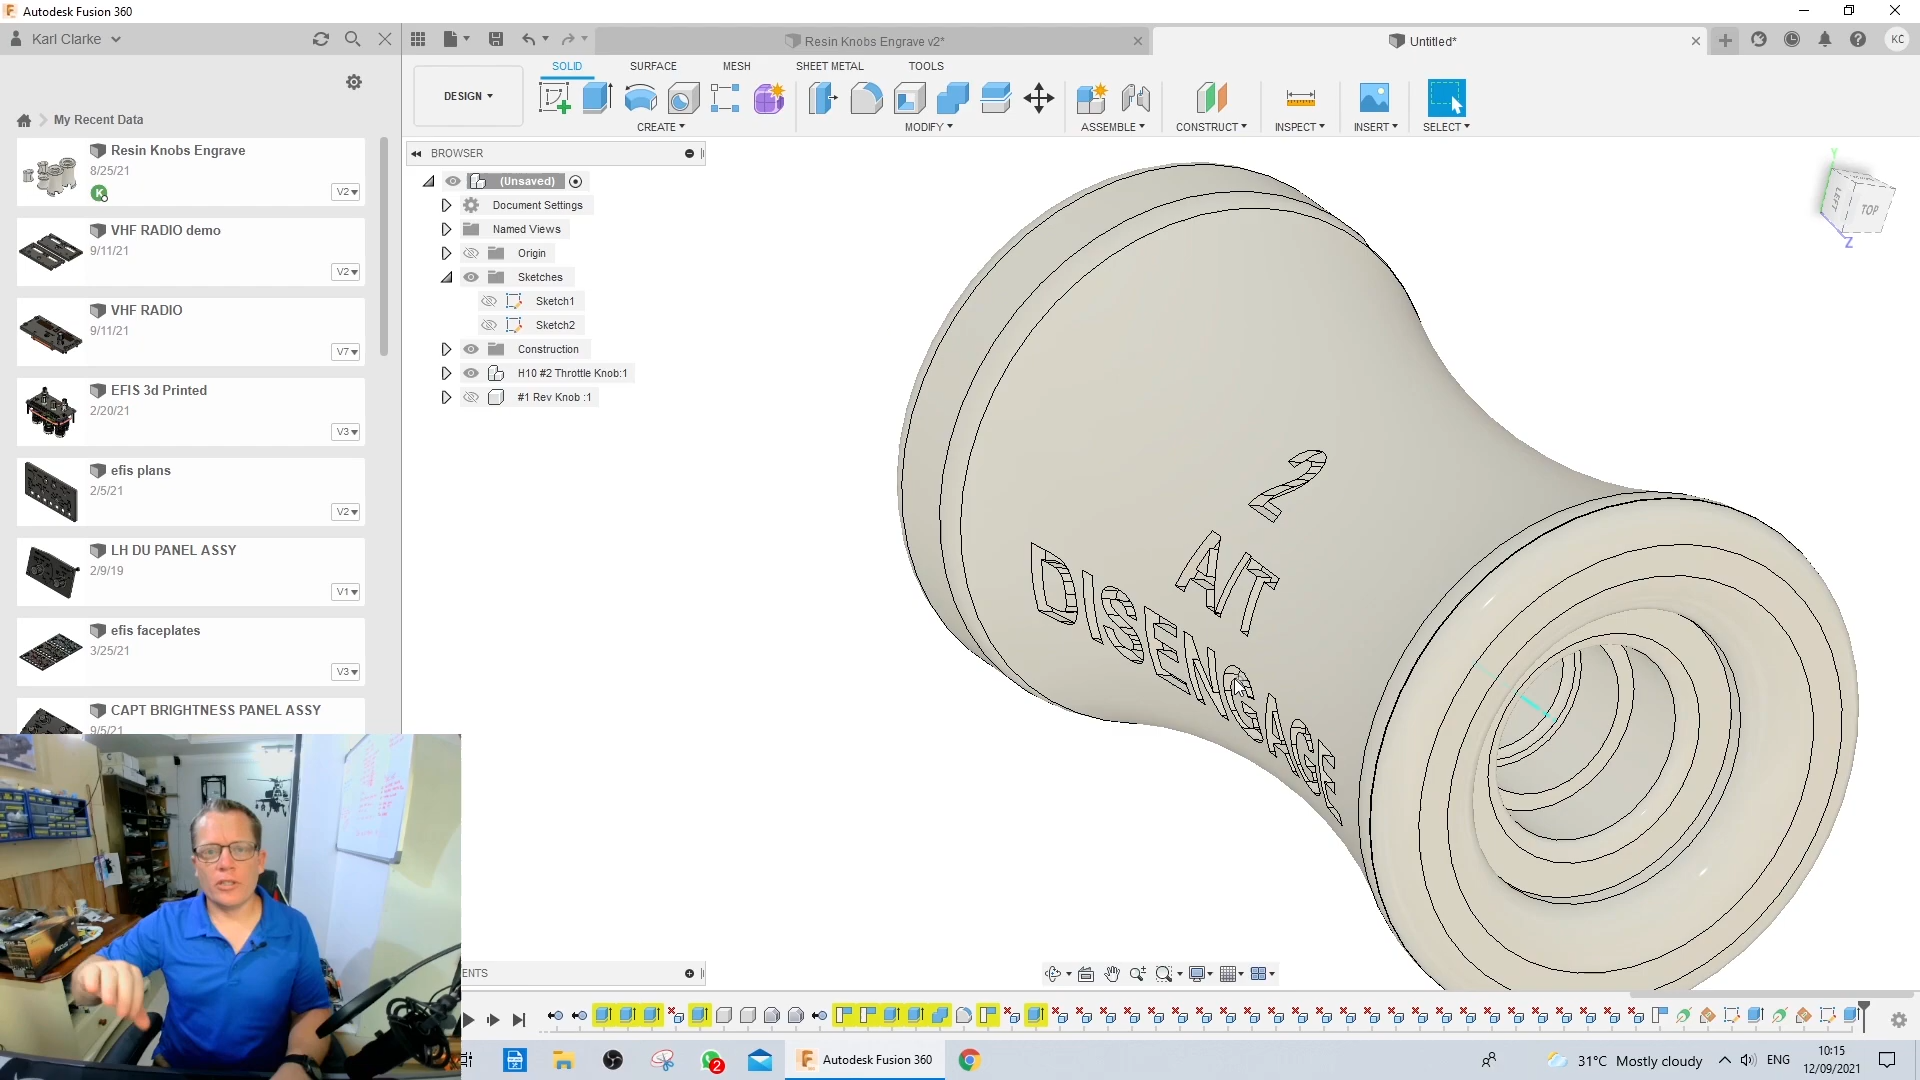 Autodesk Fusion 360
Karl Clarke
Resin Knobs Engrave v2*
Untitled*
KC
DESIGN
SOLID
SURFACE
MESH
SHEET METAL
TOOLS
CREATE
MODIFY
ASSEMBLE
CONSTRUCT
INSPECT
INSERT
SELECT
My Recent Data
Resin Knobs Engrave
8/25/21
K
V2
VHF RADIO demo
9/11/21
V2
VHF RADIO
9/11/21
V7
EFIS 3d Printed
2/20/21
V3
efis plans
2/5/21
V2
LH DU PANEL ASSY
2/9/19
V1
efis faceplates
3/25/21
V3
CAPT BRIGHTNESS PANEL ASSY
9/5/21
BROWSER
(Unsaved)
Document Settings
Named Views
Origin
Sketches
Sketch1
Sketch2
Construction
H10 #2 Throttle Knob:1
#1 Rev Knob :1
Y
LEFT
TOP
Z
2
A/T
DISENGAGE
ENTS
2
Autodesk Fusion 360
31°C Mostly cloudy
ENG
10:15
12/09/2021